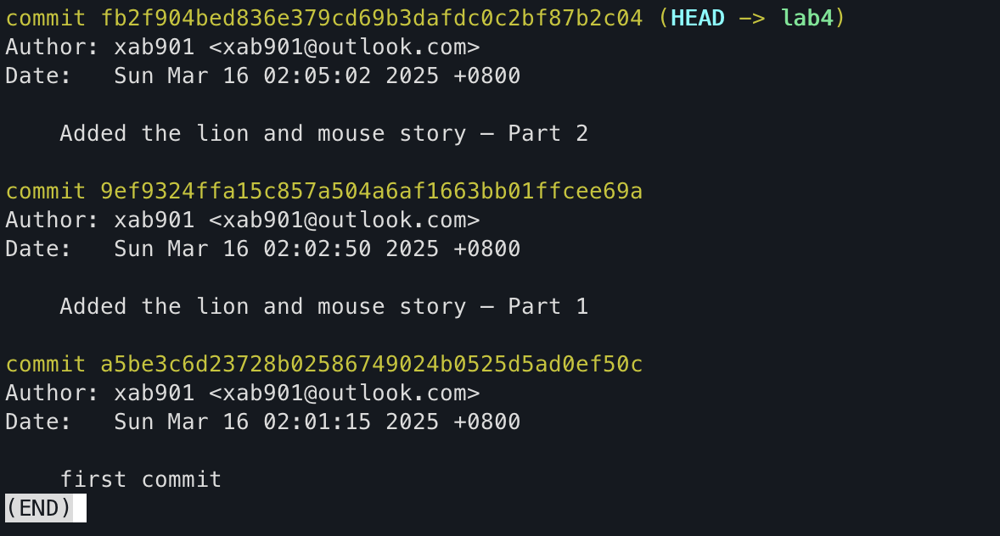 commit fb2f904bed836e379cd69b3dafdc0c2bf87b2c04 (HEAD -> lab4)
Author: xab901 <xab901@outlook.com>
Date:   Sun Mar 16 02:05:02 2025 +0800
    Added the lion and mouse story – Part 2
commit 9ef9324ffa15c857a504a6af1663bb01ffcee69a
Author: xab901 <xab901@outlook.com>
Date:   Sun Mar 16 02:02:50 2025 +0800
    Added the lion and mouse story – Part 1
commit a5be3c6d23728b02586749024b0525d5ad0ef50c
Author: xab901 <xab901@outlook.com>
Date:   Sun Mar 16 02:01:15 2025 +0800
    first commit
(END)